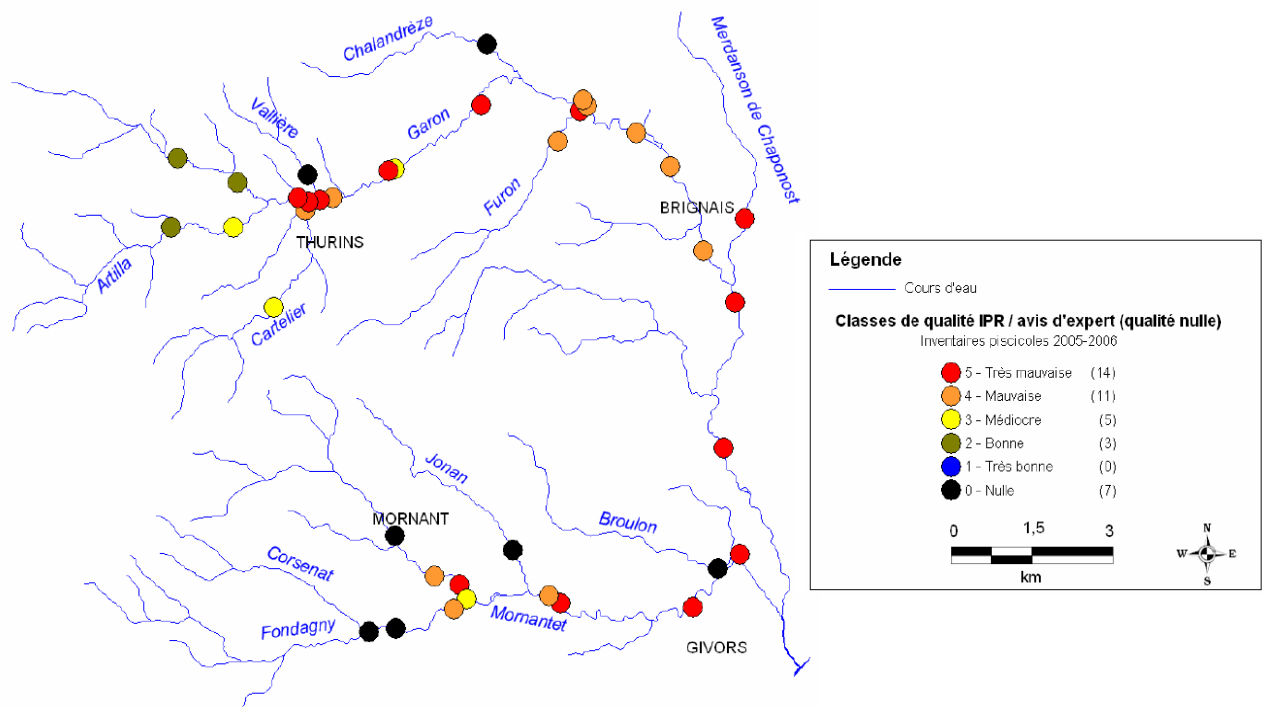 Chalandrèze
Merdanson de Chaponost
Vallière
Garon
Furon
BRIGNAIS
THURINS
Artilla
Cartelier
Légende
Cours d'eau
Classes de qualité IPR / avis d'expert (qualité nulle)
Inventaires piscicoles 2005-2006
5 - Très mauvaise (14)
4 - Mauvaise (11)
3 - Médiocre (5)
2 - Bonne (3)
1 - Très bonne (0)
0 - Nulle (7)
Jonan
MORNANT
Broulon
Corsenat
Mornantet
Fondagny
GIVORS
0 1,5 3
km
N
W E
S